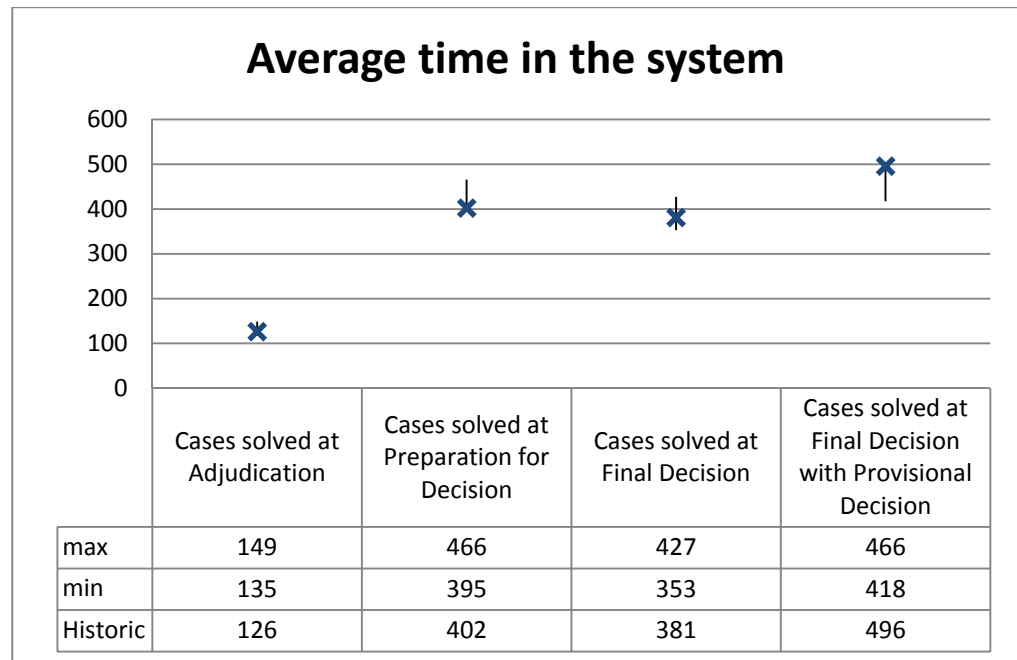 Average time in the system
600
500
400
300
200
100
0
Cases solved at
Adjudication
Cases solved at
Preparation for
Decision
Cases solved at
Final Decision
Cases solved at
Final Decision
with Provisional
Decision
max 149 466 427 466
min 135 395 353 418
Historic 126 402 381 496